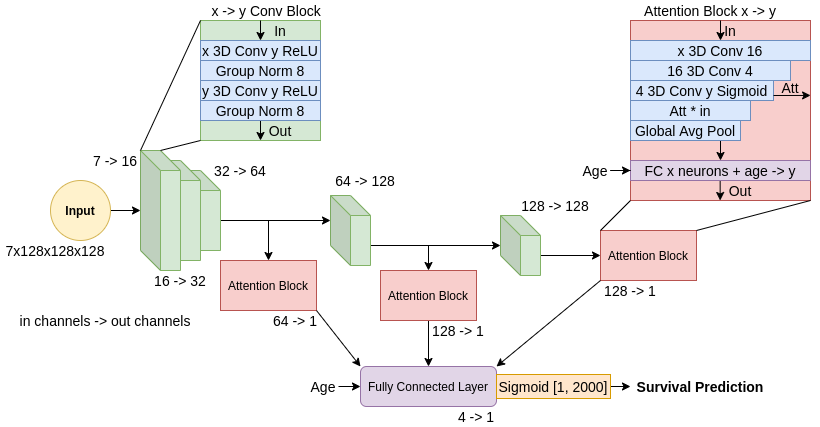 x -> y Conv Block
In
x 3D Conv y ReLU
Group Norm 8
y 3D Conv y ReLU
Group Norm 8
Out
Attention Block x -> y
In
x 3D Conv 16
16 3D Conv 4
4 3D Conv y Sigmoid
Att
Att * in
Global Avg Pool
Age
FC x neurons + age -> y
Out
7 -> 16
32 -> 64
64 -> 128
128 -> 128
Input
7x128x128x128
16 -> 32
Attention Block
64 -> 1
Attention Block
128 -> 1
Attention Block
128 -> 1
in channels -> out channels
Age
Fully Connected Layer
Sigmoid [1, 2000]
Survival Prediction
4 -> 1